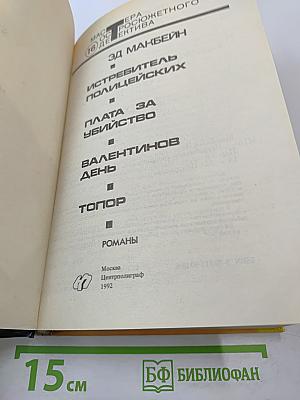 МАСТЕРА
ОСТРОСЮЖЕТНОГО
ДЕТЕКТИВА
ЭД МАКБЕЙН
ИСТРЕБИТЕЛЬ
ПОЛИЦЕЙСКИХ
ПЛАТА ЗА
УБИЙСТВО
ВАЛЕНТИНОВ
ДЕНЬ
ТОПОР
РОМАНЫ
Москва
Центрполиграф
1992
15 см
БФ БИБЛИОФАН